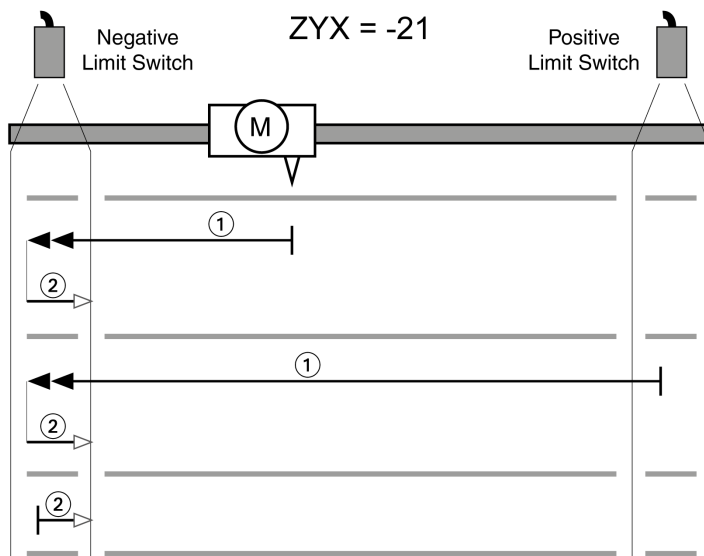 ZYX = -21
Negative
Limit Switch
Positive
Limit Switch
M
1
2
1
2
2